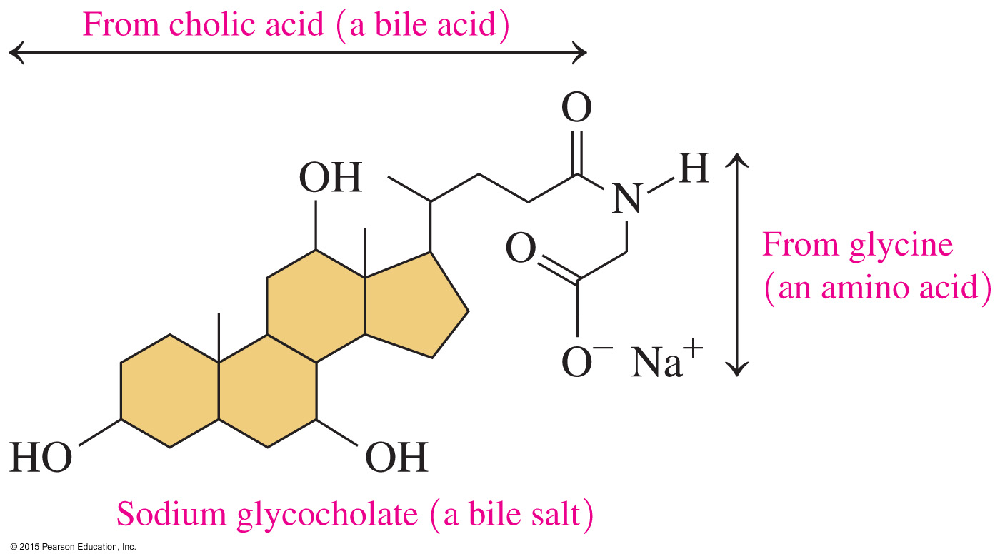 From cholic acid (a bile acid)
O
OH
H
N
O
From glycine
(an amino acid)
O⁻ Na⁺
HO
OH
Sodium glycocholate (a bile salt)
© 2015 Pearson Education, Inc.